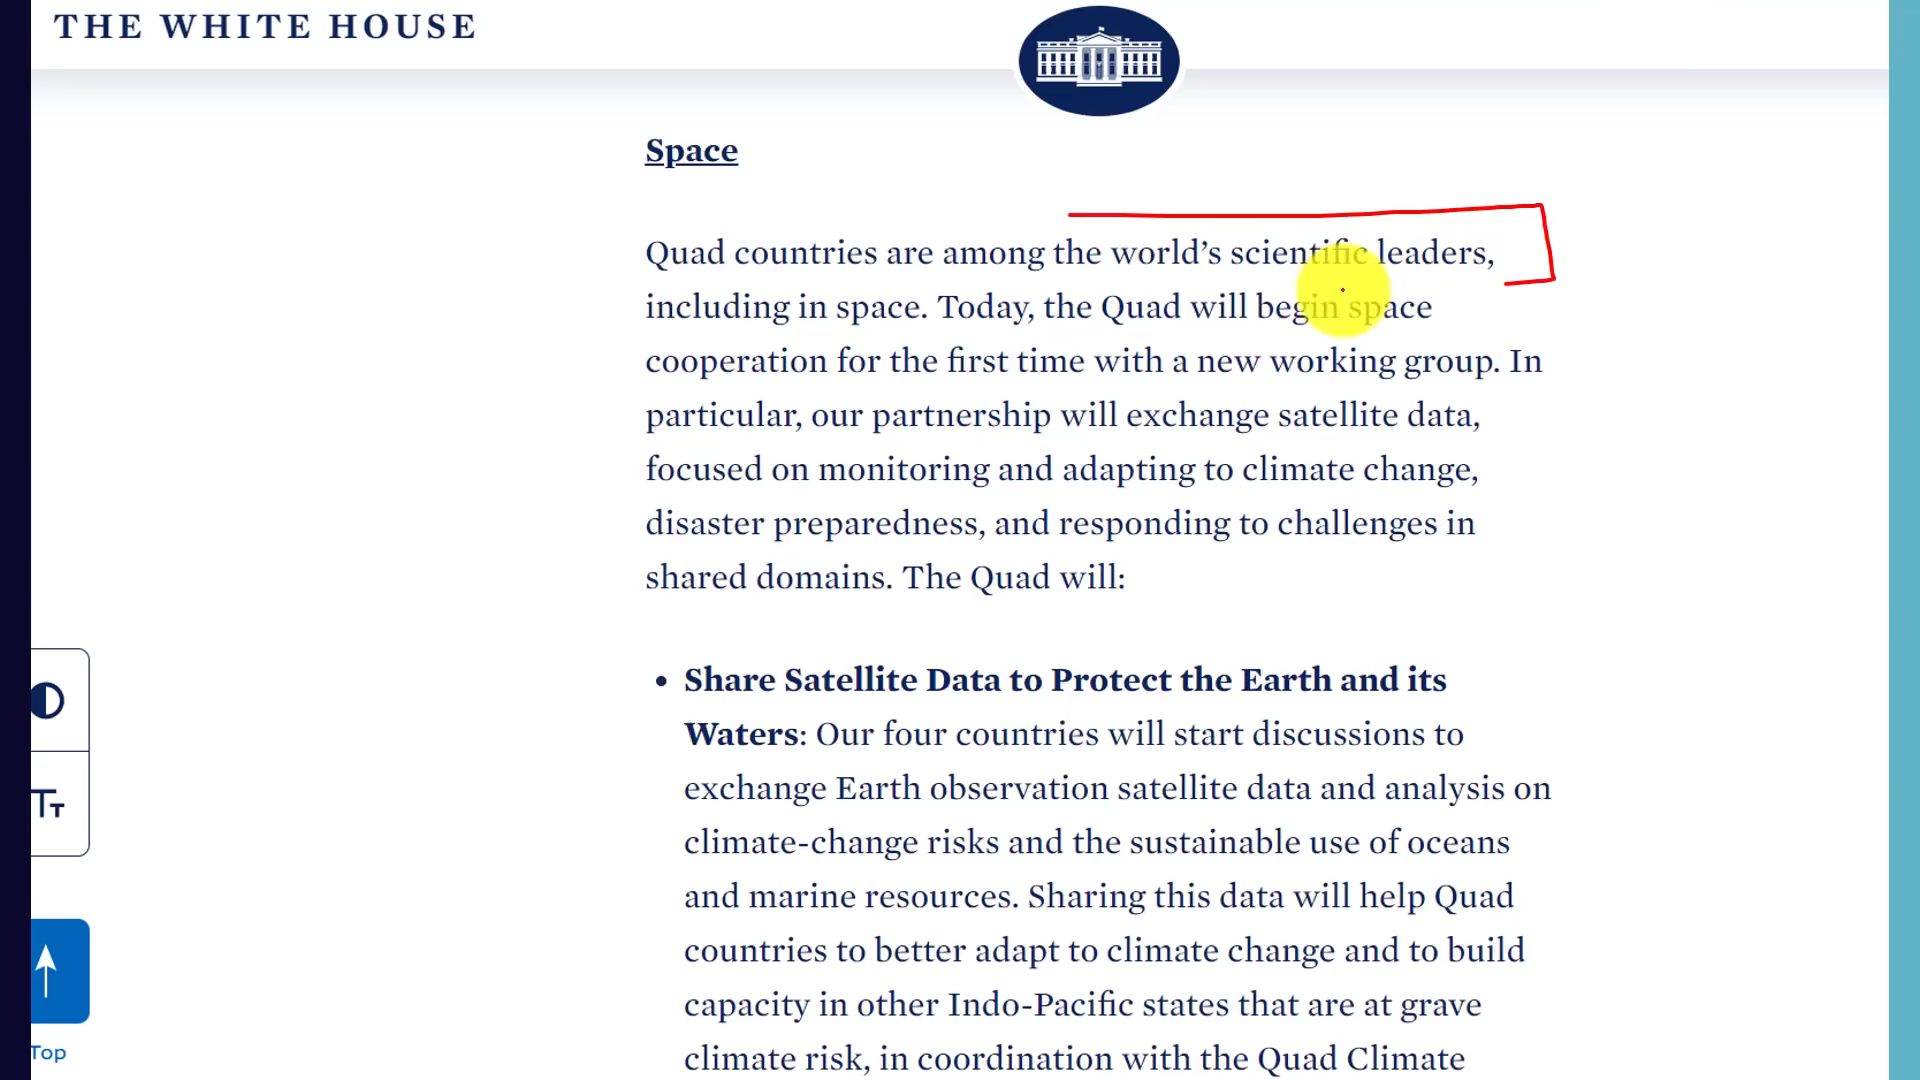 THE WHITE HOUSE
Space
Quad countries are among the world’s scientific leaders,
including in space. Today, the Quad will begin space
cooperation for the first time with a new working group. In
particular, our partnership will exchange satellite data,
focused on monitoring and adapting to climate change,
disaster preparedness, and responding to challenges in
shared domains. The Quad will:
• Share Satellite Data to Protect the Earth and its
Waters: Our four countries will start discussions to
exchange Earth observation satellite data and analysis on
climate-change risks and the sustainable use of oceans
and marine resources. Sharing this data will help Quad
countries to better adapt to climate change and to build
capacity in other Indo-Pacific states that are at grave
climate risk, in coordination with the Quad Climate
TT
Top